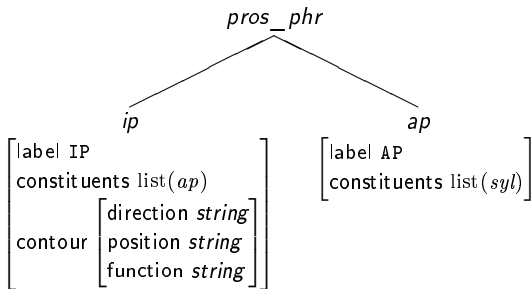 pros_phr
ip
ap
label IP
constituents list(ap)
contour
direction string
position string
function string
label AP
constituents list(syl)